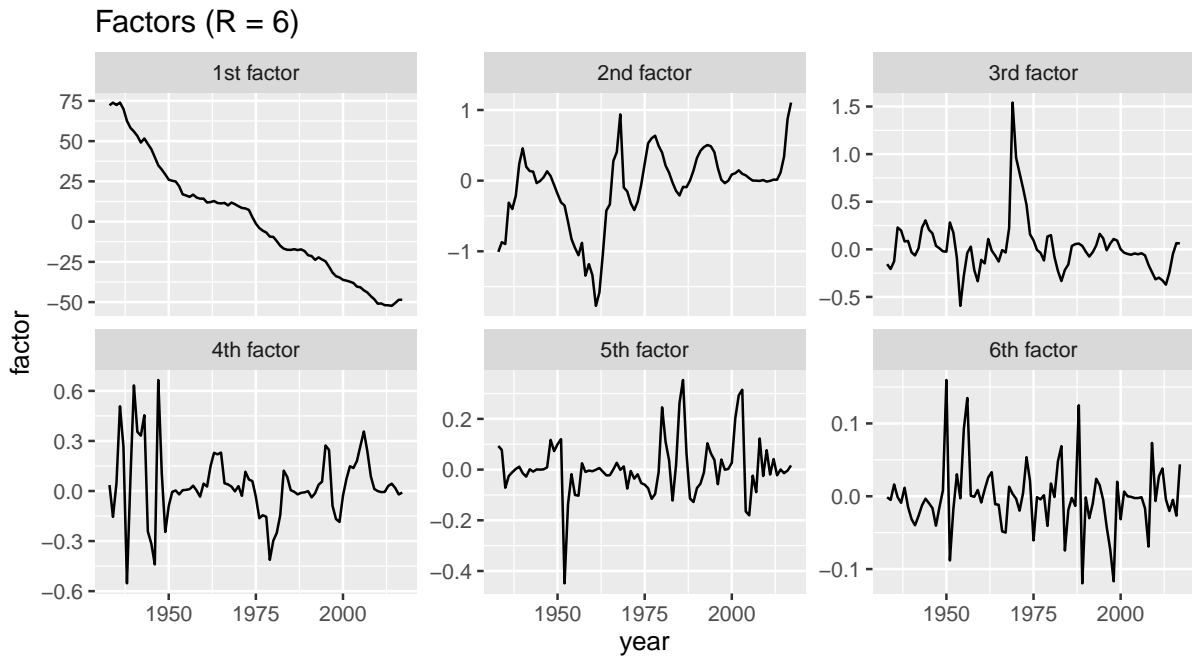 Factors (R = 6)
1st factor
2nd factor
3rd factor
75
50
25
0
−25
−50
1
0
−1
1.5
1.0
0.5
0.0
−0.5
4th factor
5th factor
6th factor
0.6
0.3
0.0
−0.3
−0.6
0.2
0.0
−0.2
−0.4
0.1
0.0
−0.1
1950 1975 2000
1950 1975 2000
1950 1975 2000
year
factor